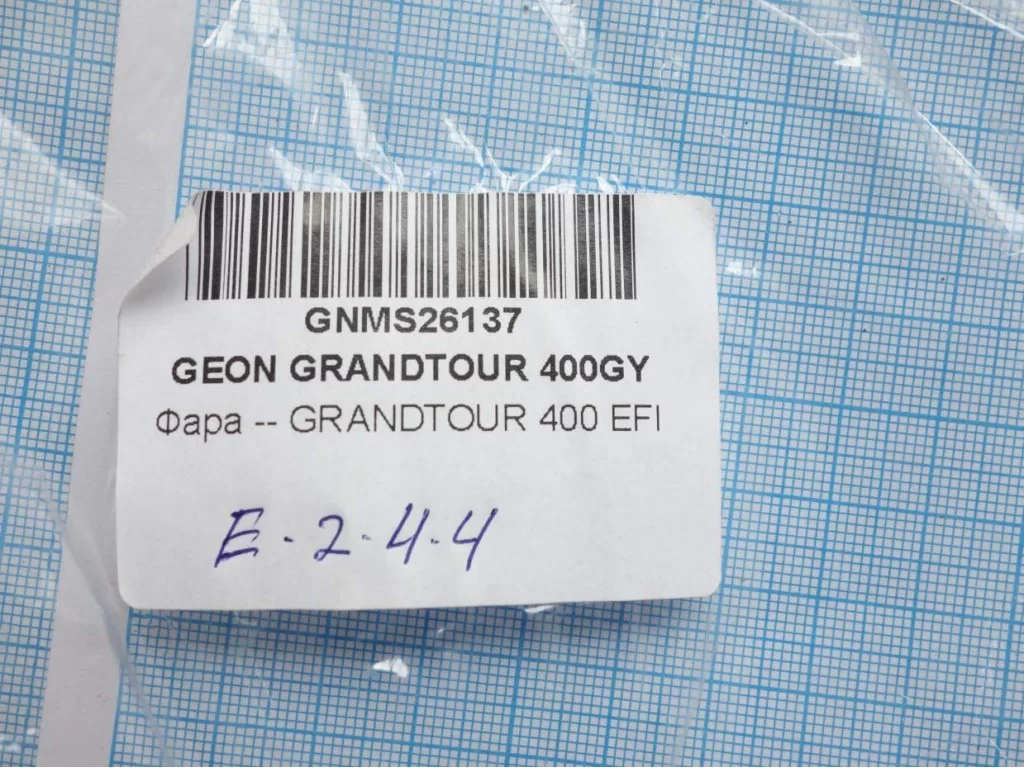 GNMS26137
GEON GRANDTOUR 400GY
Фара -- GRANDTOUR 400 EFI
E.2.4.4